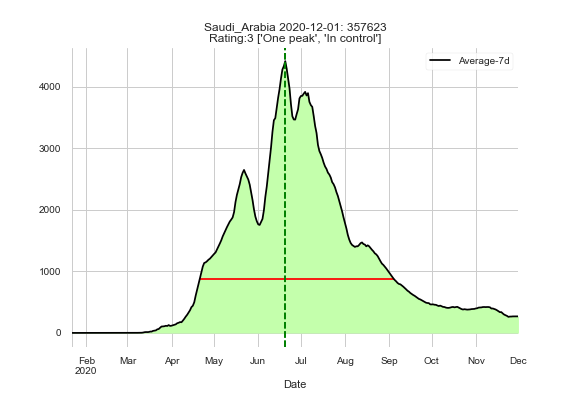 Saudi_Arabia 2020-12-01: 357623
Rating:3 ['One peak', 'In control']
Average-7d
4000
3000
2000
1000
0
Feb Mar Apr May Jun Jul Aug Sep Oct Nov Dec
2020
Date